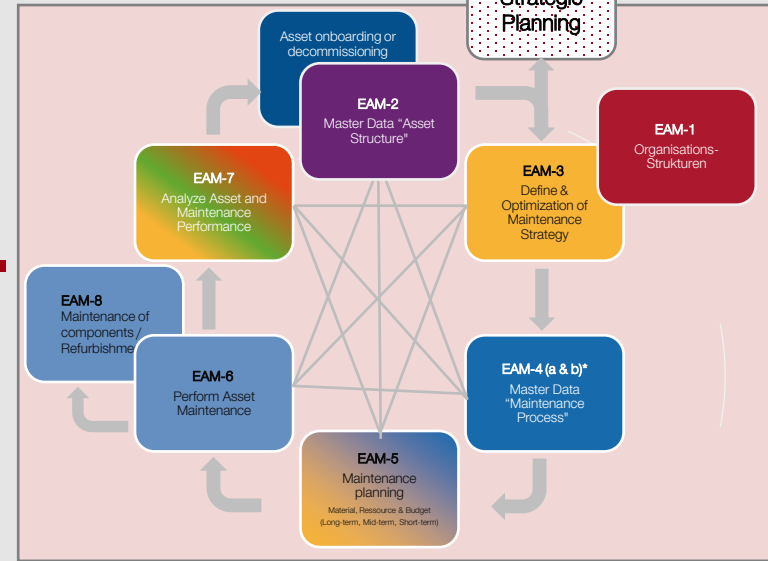 Strategic
Planning
Asset onboarding or
decommissioning
EAM-2
Master Data “Asset
Structure"
EAM-1
Organisations-
Strukturen
EAM-7
Analyze Asset and
Maintenance
Performance
EAM-3
Define &
Optimization of
Maintenance
Strategy
EAM-8
Maintenance of
components /
Refurbishme
EAM-6
Perform Asset
Maintenance
EAM-4 (a & b)*
Master Data
“Maintenance
Process"
EAM-5
Maintenance
planning
Material, Ressource & Budget
(Long-term, Mid-term, Short-term)